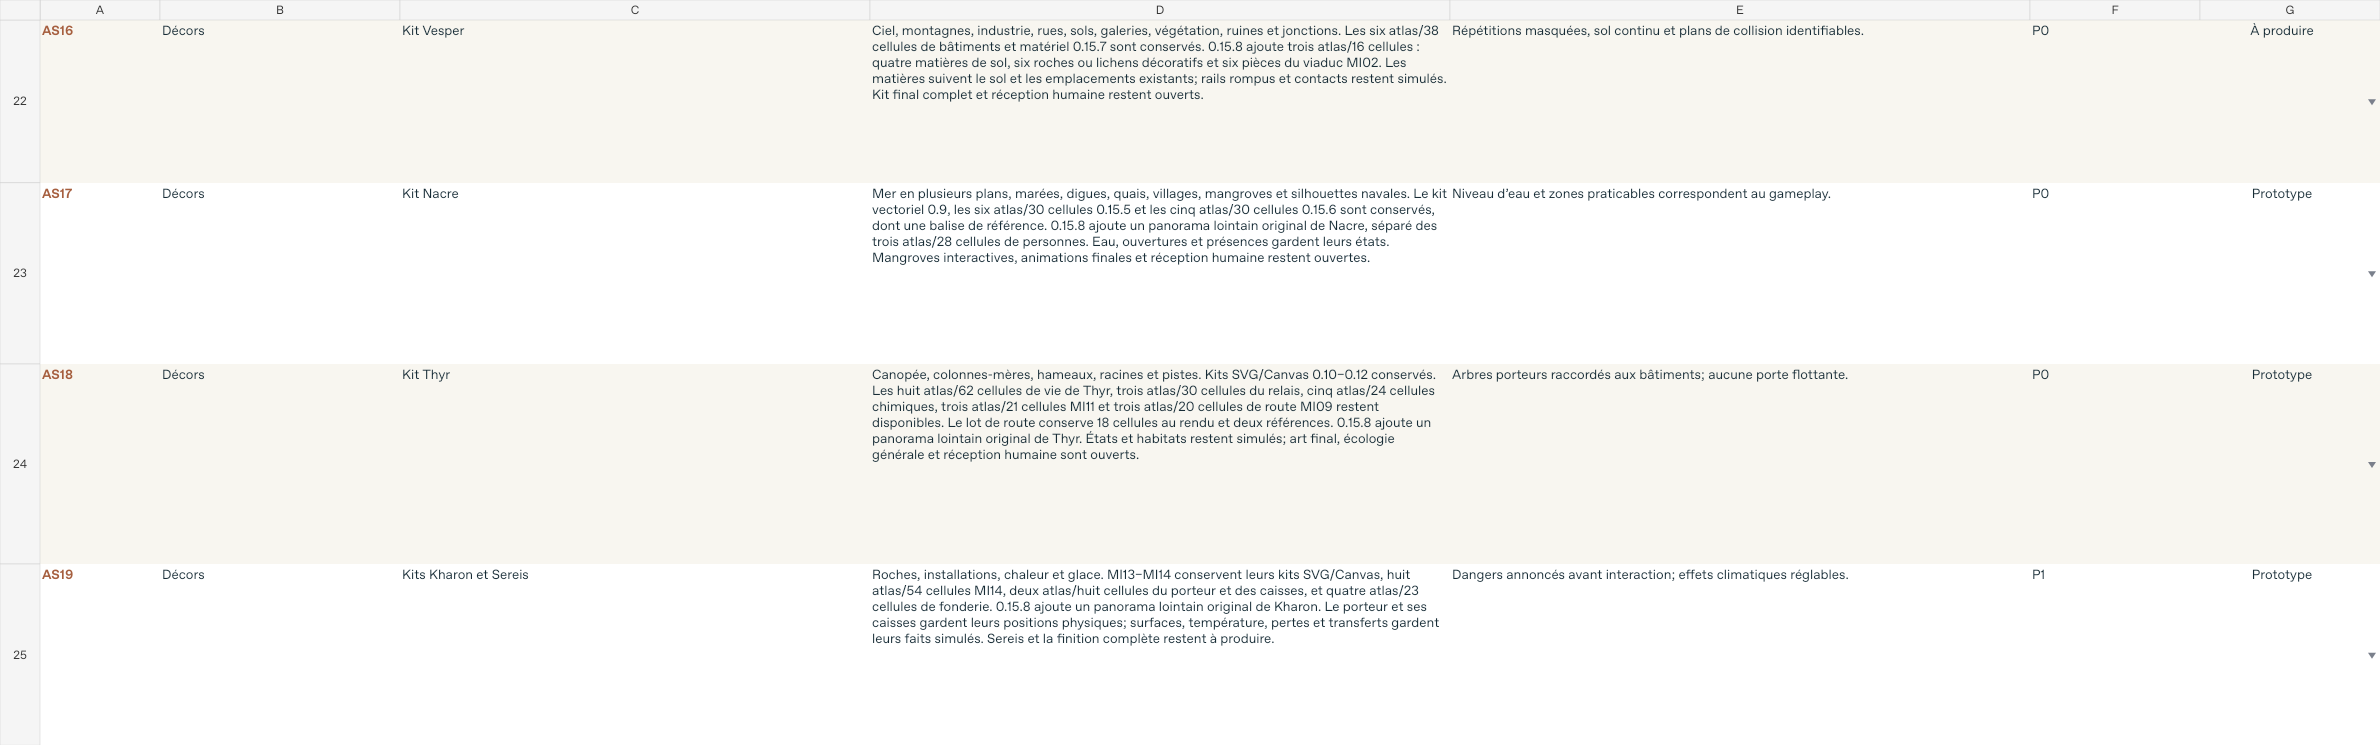 A B C D E F G
22
AS16
Décors
Kit Vesper
Ciel, montagnes, industrie, rues, sols, galeries, végétation, ruines et jonctions. Les six atlas/38
cellules de bâtiments et matériel 0.15.7 sont conservés. 0.15.8 ajoute trois atlas/16 cellules :
quatre matières de sol, six roches ou lichens décoratifs et six pièces du viaduc MI02. Les
matières suivent le sol et les emplacements existants; rails rompus et contacts restent simulés.
Kit final complet et réception humaine restent ouverts.
Répétitions masquées, sol continu et plans de collision identifiables.
P0
À produire
23
AS17
Décors
Kit Nacre
Mer en plusieurs plans, marées, digues, quais, villages, mangroves et silhouettes navales. Le kit
vectoriel 0.9, les six atlas/30 cellules 0.15.5 et les cinq atlas/30 cellules 0.15.6 sont conservés,
dont une balise de référence. 0.15.8 ajoute un panorama lointain original de Nacre, séparé des
trois atlas/28 cellules de personnes. Eau, ouvertures et présences gardent leurs états.
Mangroves interactives, animations finales et réception humaine restent ouvertes.
Niveau d’eau et zones praticables correspondent au gameplay.
P0
Prototype
24
AS18
Décors
Kit Thyr
Canopée, colonnes-mères, hameaux, racines et pistes. Kits SVG/Canvas 0.10–0.12 conservés.
Les huit atlas/62 cellules de vie de Thyr, trois atlas/30 cellules du relais, cinq atlas/24 cellules
chimiques, trois atlas/21 cellules MI11 et trois atlas/20 cellules de route MI09 restent
disponibles. Le lot de route conserve 18 cellules au rendu et deux références. 0.15.8 ajoute un
panorama lointain original de Thyr. États et habitats restent simulés; art final, écologie
générale et réception humaine sont ouverts.
Arbres porteurs raccordés aux bâtiments; aucune porte flottante.
P0
Prototype
25
AS19
Décors
Kits Kharon et Sereis
Roches, installations, chaleur et glace. MI13–MI14 conservent leurs kits SVG/Canvas, huit
atlas/54 cellules MI14, deux atlas/huit cellules du porteur et des caisses, et quatre atlas/23
cellules de fonderie. 0.15.8 ajoute un panorama lointain original de Kharon. Le porteur et ses
caisses gardent leurs positions physiques; surfaces, température, pertes et transferts gardent
leurs faits simulés. Sereis et la finition complète restent à produire.
Dangers annoncés avant interaction; effets climatiques réglables.
P1
Prototype